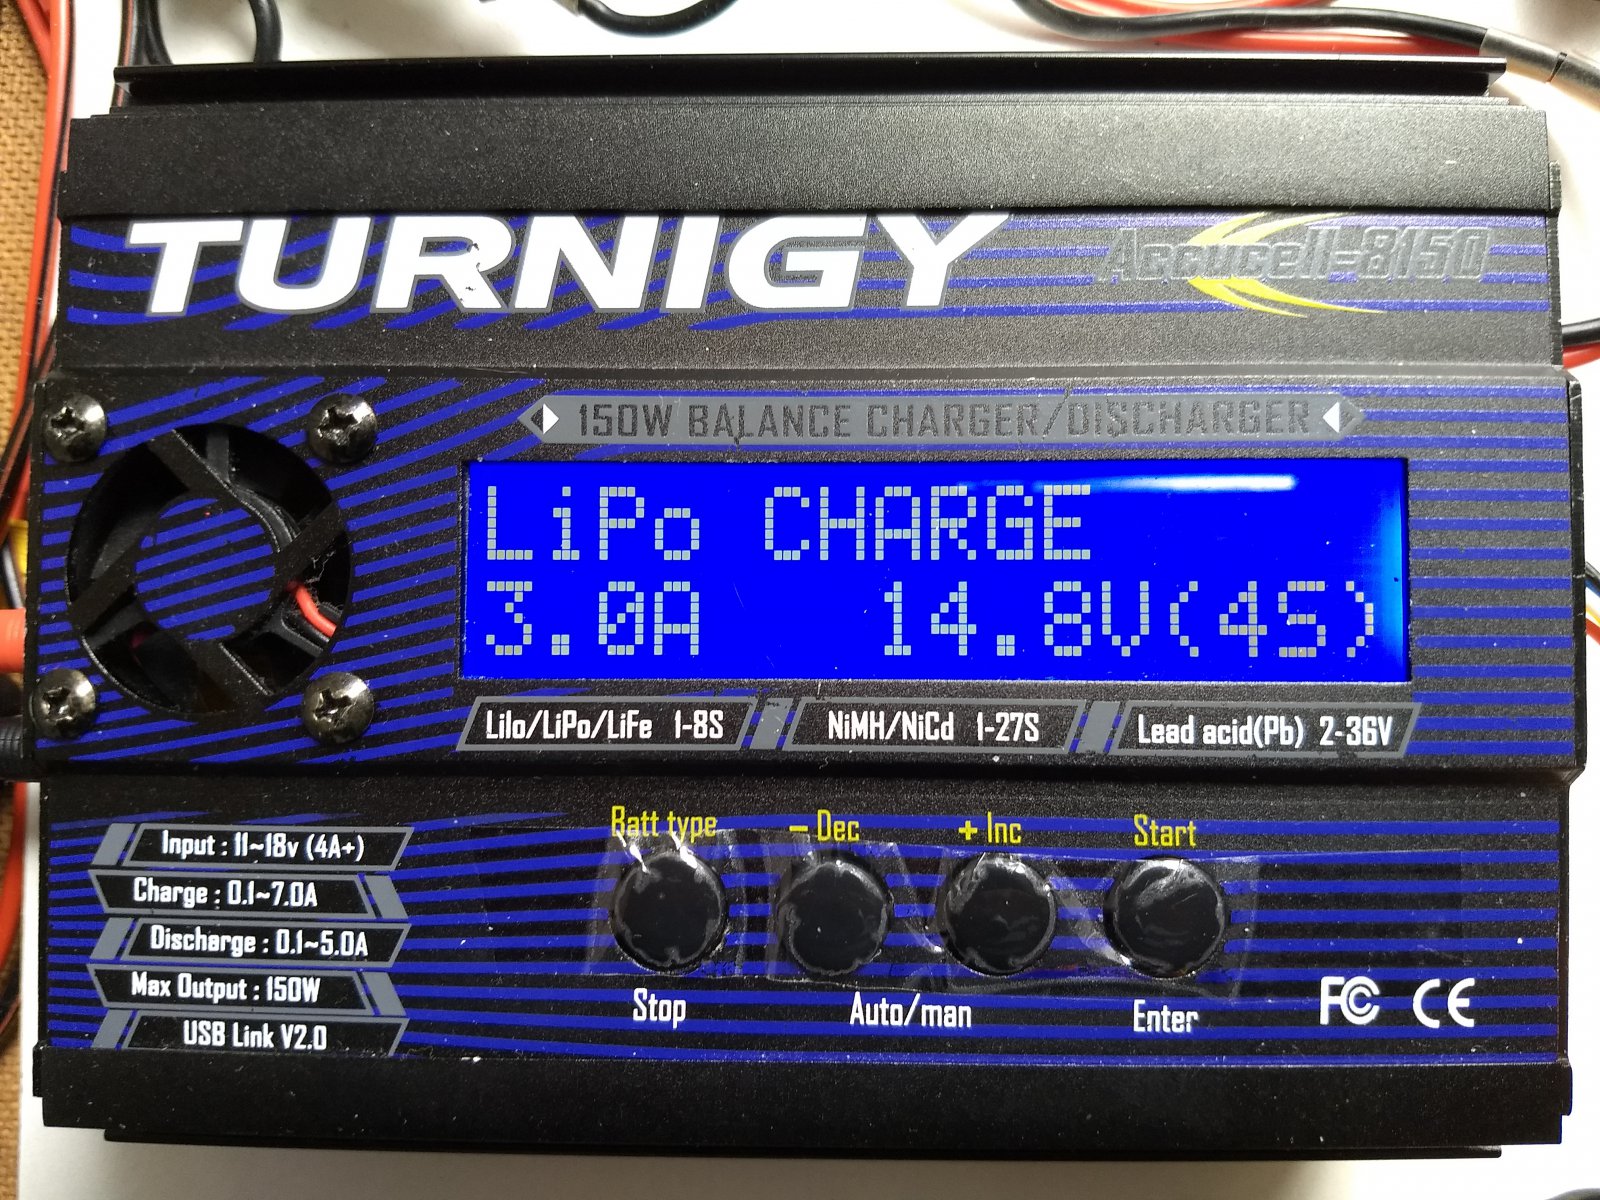 TURNIGY
Accucell-8150
150W BALANCE CHARGER/DISCHARGER
LiPo CHARGE
3.0A 14.8V(4S)
LiIo/LiPo/LiFe 1-8S
NiMH/NiCd 1-27S
Lead acid(Pb) 2-36V
Batt type
- Dec
+ Inc
Start
Stop
Auto/man
Enter
Input : 11~18v (4A+)
Charge : 0.1~7.0A
Discharge : 0.1~5.0A
Max Output : 150W
USB Link V2.0
FC CE